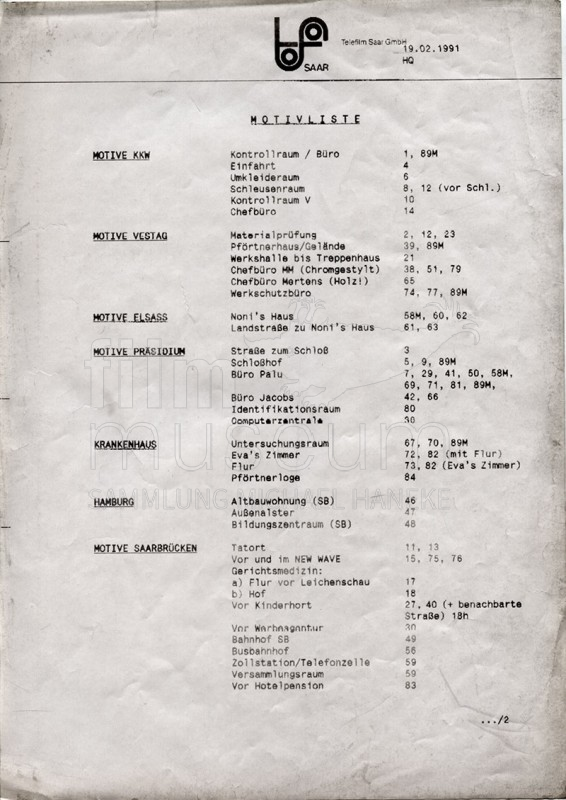 SAAR
Telefilm Saar GmbH
19.02.1991
HQ
MOTIVLISTE
MOTIVE KKW Kontrollraum / Büro 1, 89M
Einfahrt 4
Umkleideraum 6
Schleusenraum 8, 12 (vor Schl.)
Kontrollraum V 10
Chefbüro 14
MOTIVE VESTAG Materialprüfung 2, 12, 23
Pförtnerhaus/Gelände 39, 89M
Werkshalle bis Treppenhaus 21
Chefbüro MM (Chromgestylt) 38, 51, 79
Chefbüro Mertens (Holz!) 65
Werkschutzbüro 74, 77, 89M
MOTIVE ELSASS Noni's Haus 58M, 60, 62
Landstraße zu Noni's Haus 61, 63
MOTIVE PRÄSIDIUM Straße zum Schloß 3
Schloßhof 5, 9, 89M
Büro Palu 7, 29, 41, 50, 58M,
69, 71, 81, 89M,
Büro Jacobs 42, 66
Identifikationsraum 80
Computerzentrale
KRANKENHAUS Untersuchungsraum 67, 70, 89M
Eva's Zimmer 72, 82 (mit Flur)
Flur 73, 82 (Eva's Zimmer)
Pförtnerloge 84
HAMBURG Altbauwohnung (SB) 46
Außenalster 47
Bildungszentraum (SB) 48
MOTIVE SAARBRÜCKEN Tatort 11, 13
Vor und im NEW WAVE 15, 75, 76
Gerichtsmedizin:
a) Flur vor Leichenschau 17
b) Hof 18
Vor Kinderhort 27, 40 (+ benachbarte
Straße) 18h
Vor Werbeagentur 30
Bahnhof SB 49
Busbahnhof 56
Zollstation/Telefonzelle 59
Versammlungsraum 59
Vor Hotelpension 83
.../2
film
museum
SAMMLUNG MICHAEL HANEKE